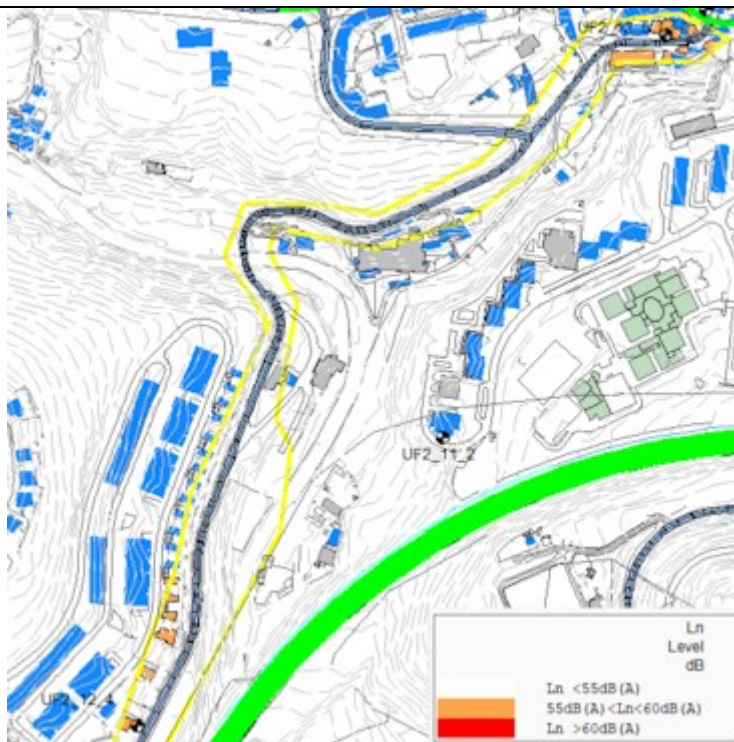 UF2_11_2
Ln
Level
dB
Ln <55dB(A)
55dB(A)<Ln<60dB(A)
Ln >60dB(A)